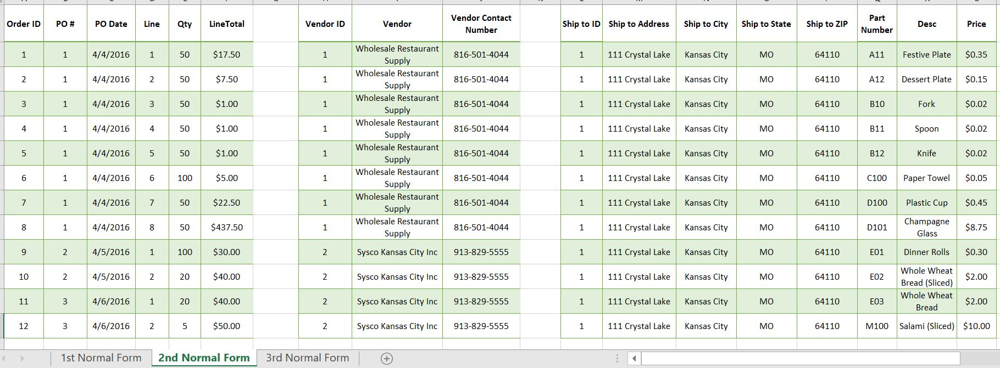 Order ID PO # PO Date Line Qty LineTotal Vendor ID Vendor Vendor Contact Number Ship to ID Ship to Address Ship to City Ship to State Ship to ZIP Part Number Desc Price
1 1 4/4/2016 1 50 $17.50 1 Wholesale Restaurant Supply 816-501-4044 1 111 Crystal Lake Kansas City MO 64110 A11 Festive Plate $0.35
2 1 4/4/2016 2 50 $7.50 1 Wholesale Restaurant Supply 816-501-4044 1 111 Crystal Lake Kansas City MO 64110 A12 Dessert Plate $0.15
3 1 4/4/2016 3 50 $1.00 1 Wholesale Restaurant Supply 816-501-4044 1 111 Crystal Lake Kansas City MO 64110 B10 Fork $0.02
4 1 4/4/2016 4 50 $1.00 1 Wholesale Restaurant Supply 816-501-4044 1 111 Crystal Lake Kansas City MO 64110 B11 Spoon $0.02
5 1 4/4/2016 5 50 $1.00 1 Wholesale Restaurant Supply 816-501-4044 1 111 Crystal Lake Kansas City MO 64110 B12 Knife $0.02
6 1 4/4/2016 6 100 $5.00 1 Wholesale Restaurant Supply 816-501-4044 1 111 Crystal Lake Kansas City MO 64110 C100 Paper Towel $0.05
7 1 4/4/2016 7 50 $22.50 1 Wholesale Restaurant Supply 816-501-4044 1 111 Crystal Lake Kansas City MO 64110 D100 Plastic Cup $0.45
8 1 4/4/2016 8 50 $437.50 1 Wholesale Restaurant Supply 816-501-4044 1 111 Crystal Lake Kansas City MO 64110 D101 Champagne Glass $8.75
9 2 4/5/2016 1 100 $30.00 2 Sysco Kansas City Inc 913-829-5555 1 111 Crystal Lake Kansas City MO 64110 E01 Dinner Rolls $0.30
10 2 4/5/2016 2 20 $40.00 2 Sysco Kansas City Inc 913-829-5555 1 111 Crystal Lake Kansas City MO 64110 E02 Whole Wheat Bread (Sliced) $2.00
11 3 4/6/2016 1 20 $40.00 2 Sysco Kansas City Inc 913-829-5555 1 111 Crystal Lake Kansas City MO 64110 E03 Whole Wheat Bread $2.00
12 3 4/6/2016 2 5 $50.00 2 Sysco Kansas City Inc 913-829-5555 1 111 Crystal Lake Kansas City MO 64110 M100 Salami (Sliced) $10.00
1st Normal Form 2nd Normal Form 3rd Normal Form